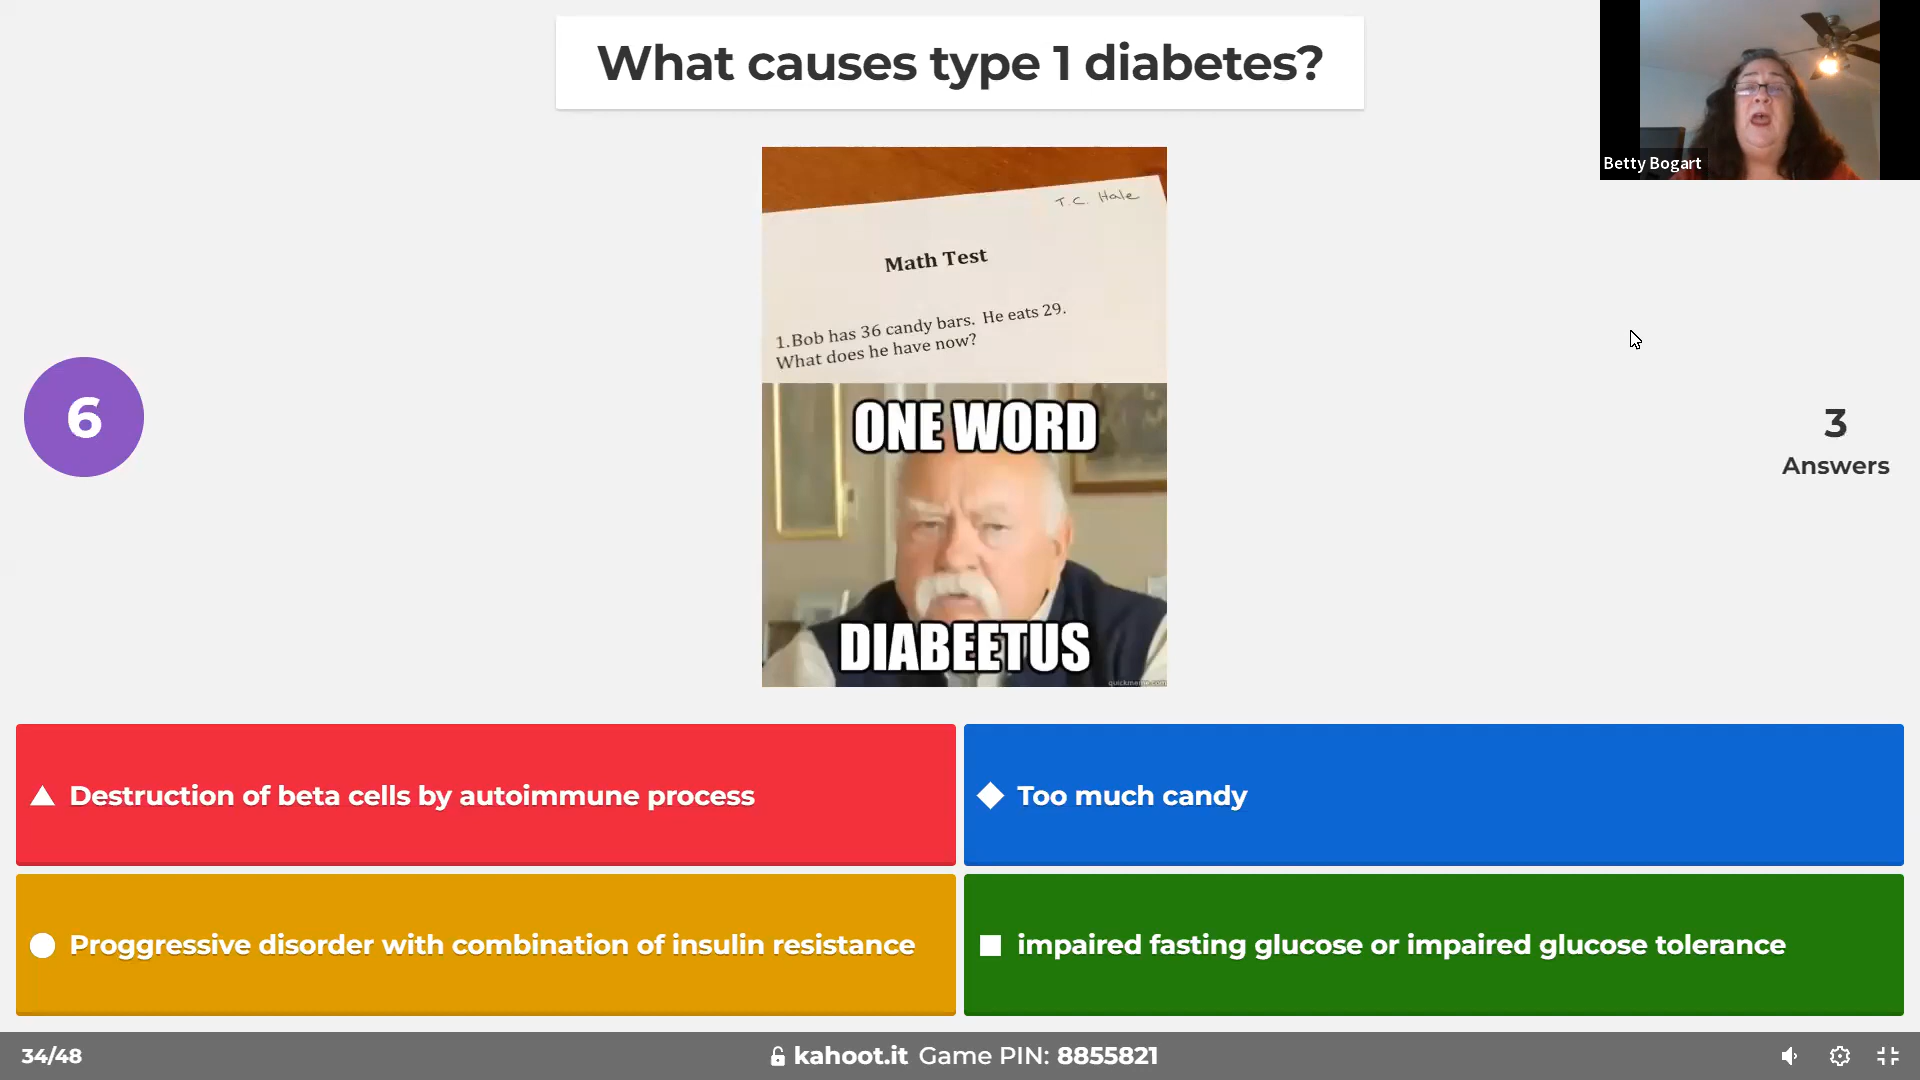 What causes type 1 diabetes?
Betty Bogart
T.C. Hale
Math Test
1.Bob has 36 candy bars. He eats 29.
What does he have now?
6
3
Answers
ONE WORD
DIABEETUS
Destruction of beta cells by autoimmune process
Too much candy
Proggressive disorder with combination of insulin resistance
impaired fasting glucose or impaired glucose tolerance
34/48
kahoot.it Game PIN: 8855821